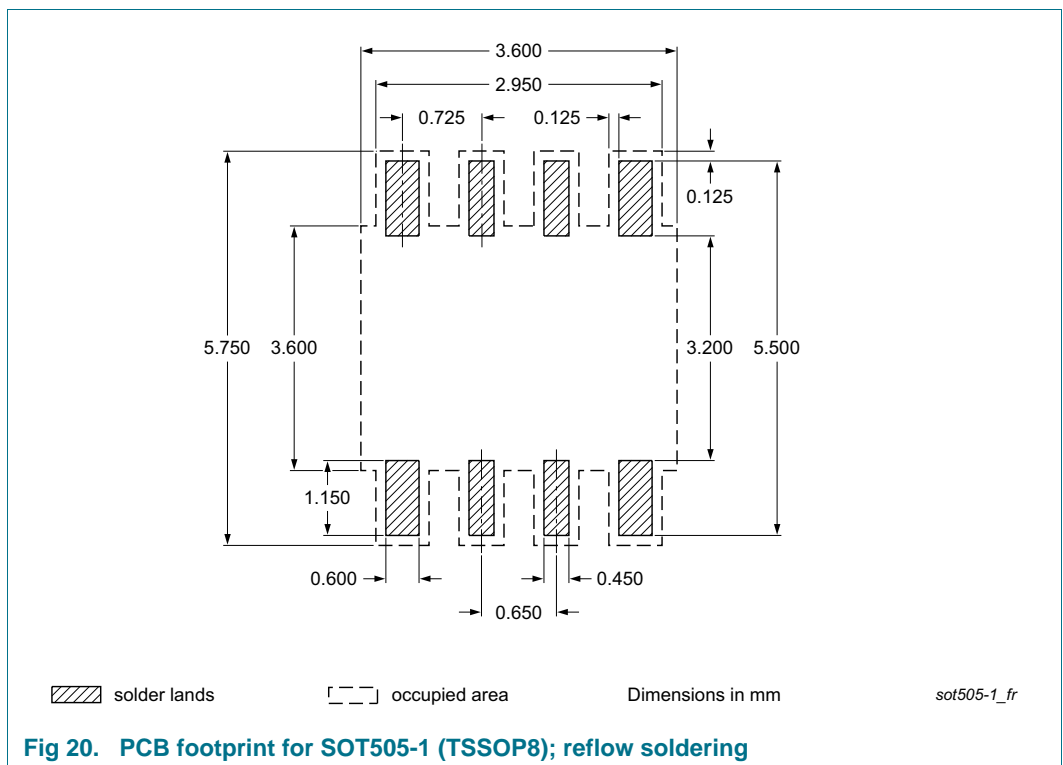 3.600
2.950
0.725
0.125
0.125
5.750
3.600
3.200
5.500
1.150
0.600
0.450
0.650
solder lands
occupied area
Dimensions in mm
sot505-1_fr
Fig 20. PCB footprint for SOT505-1 (TSSOP8); reflow soldering